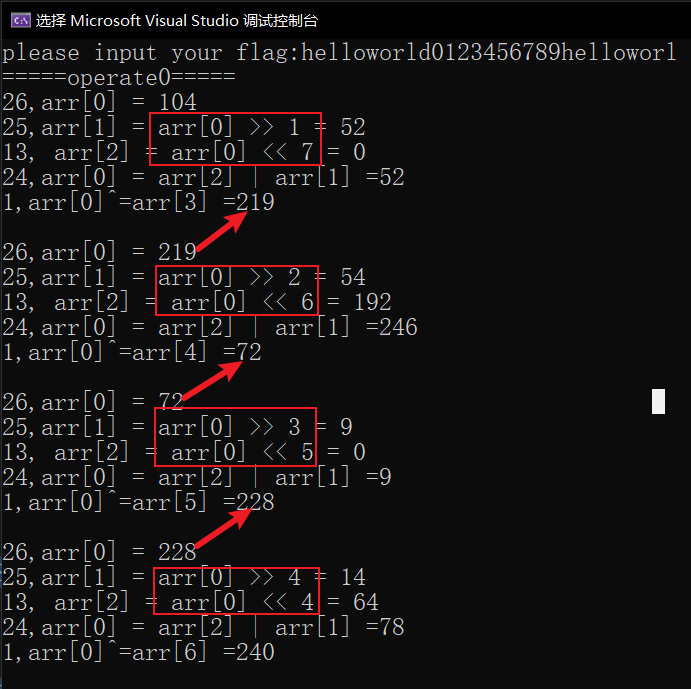 选择 Microsoft Visual Studio 调试控制台
please input your flag:helloworld0123456789helloworl
=====operate0=====
26,arr[0] = 104
25,arr[1] = arr[0] >> 1 = 52
13, arr[2] = arr[0] << 7 = 0
24,arr[0] = arr[2] | arr[1] =52
1,arr[0]^=arr[3] =219
26,arr[0] = 219
25,arr[1] = arr[0] >> 2 = 54
13, arr[2] = arr[0] << 6 = 192
24,arr[0] = arr[2] | arr[1] =246
1,arr[0]^=arr[4] =72
26,arr[0] = 72
25,arr[1] = arr[0] >> 3 = 9
13, arr[2] = arr[0] << 5 = 0
24,arr[0] = arr[2] | arr[1] =9
1,arr[0]^=arr[5] =228
26,arr[0] = 228
25,arr[1] = arr[0] >> 4 = 14
13, arr[2] = arr[0] << 4 = 64
24,arr[0] = arr[2] | arr[1] =78
1,arr[0]^=arr[6] =240